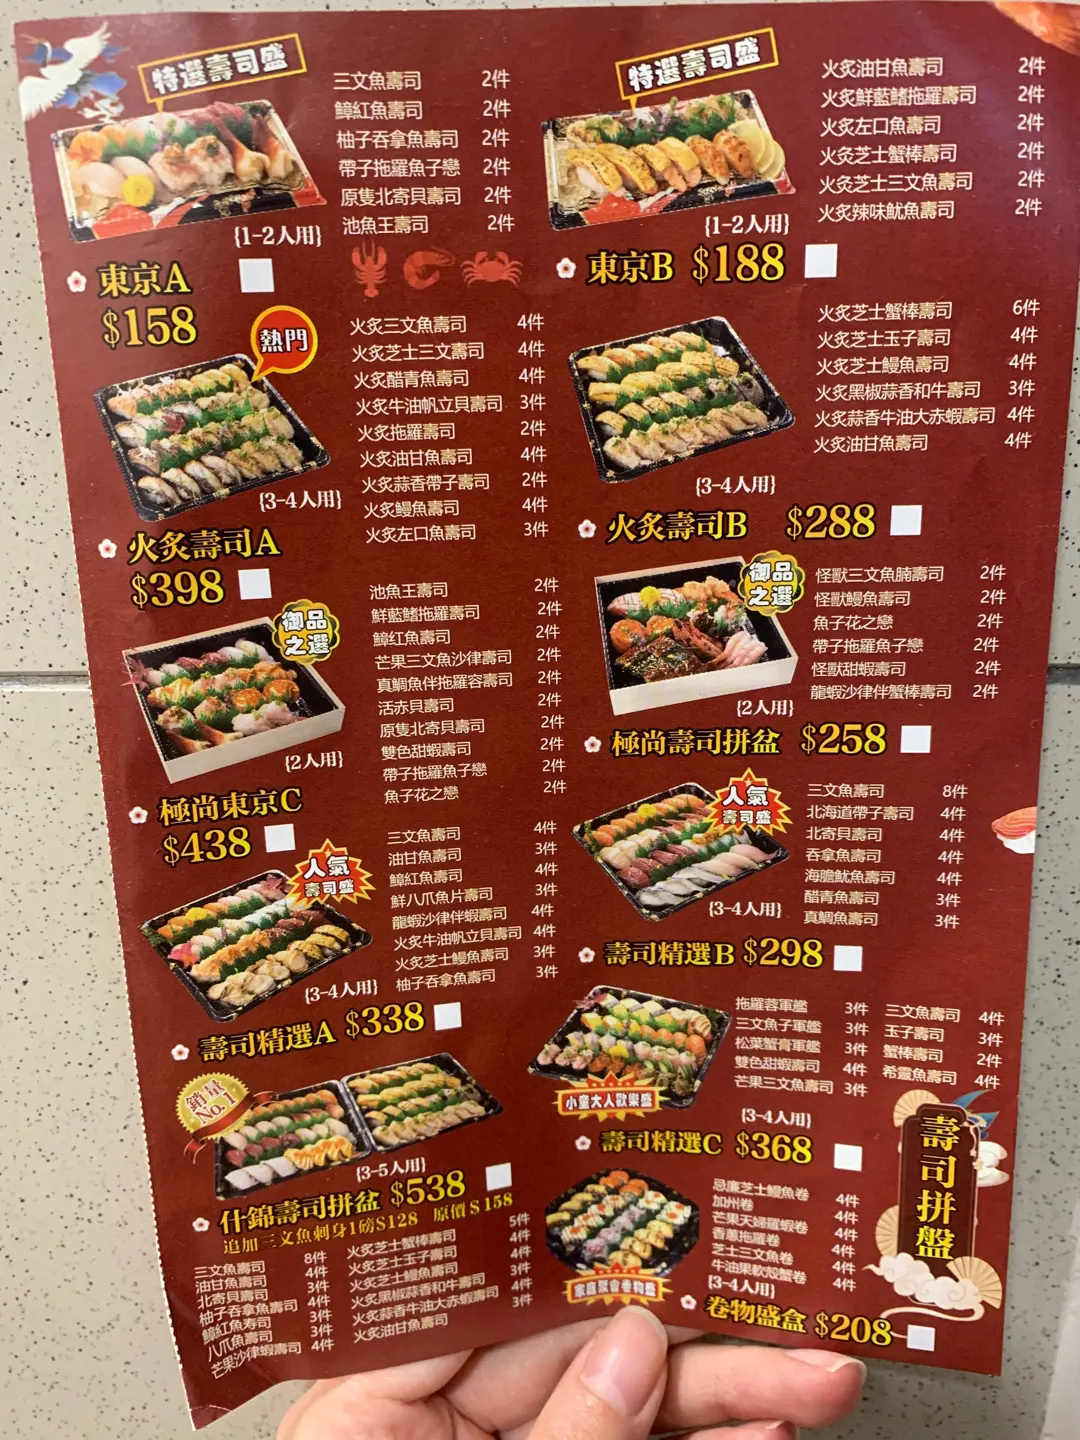 特選壽司盛
三文魚壽司 2件
鱆紅魚壽司 2件
柚子吞拿魚壽司 2件
帶子拖羅魚子戀 2件
原隻北寄貝壽司 2件
池魚王壽司 2件
{1-2人用}
東京A
$158
特選壽司盛
火炙油甘魚壽司 2件
火炙鮮藍鰭拖羅壽司 2件
火炙左口魚壽司 2件
火炙芝士蟹棒壽司 2件
火炙芝士三文魚壽司 2件
火炙辣味魷魚壽司 2件
{1-2人用}
東京B $188
熱門
火炙三文魚壽司 4件
火炙芝士三文壽司 4件
火炙醋青魚壽司 4件
火炙牛油帆立貝壽司 3件
火炙拖羅壽司 2件
火炙油甘魚壽司 4件
火炙蒜香帶子壽司 2件
火炙鰻魚壽司 4件
火炙左口魚壽司 3件
{3-4人用}
火炙壽司A
$398
火炙芝士蟹棒壽司 6件
火炙芝士玉子壽司 4件
火炙芝士鰻魚壽司 4件
火炙黑椒蒜香和牛壽司 3件
火炙蒜香牛油大赤蝦壽司 4件
火炙油甘魚壽司 4件
{3-4人用}
火炙壽司B $288
御品之選
池魚王壽司 2件
鮮藍鰭拖羅壽司 2件
鱆紅魚壽司 2件
芒果三文魚沙律壽司 2件
真鯛魚伴拖羅容壽司 2件
活赤貝壽司 2件
原隻北寄貝壽司 2件
雙色甜蝦壽司 2件
帶子拖羅魚子戀 2件
魚子花之戀 2件
{2人用}
極尚東京C
$438
御品之選
怪獸三文魚腩壽司 2件
怪獸鰻魚壽司 2件
魚子花之戀 2件
帶子拖羅魚子戀 2件
怪獸甜蝦壽司 2件
龍蝦沙律伴蟹棒壽司 2件
{2人用}
極尚壽司拼盆 $258
人氣
壽司盛
三文魚壽司 4件
油甘魚壽司 3件
鱆紅魚壽司 4件
鮮八爪魚片壽司 3件
龍蝦沙律伴蝦壽司 4件
火炙牛油帆立貝壽司 4件
火炙芝士鰻魚壽司 3件
柚子吞拿魚壽司 3件
{3-4人用}
壽司精選A $338
人氣
壽司盛
三文魚壽司 8件
北海道帶子壽司 4件
北寄貝壽司 4件
吞拿魚壽司 4件
海膽魷魚壽司 4件
醋青魚壽司 3件
真鯛魚壽司 3件
{3-4人用}
壽司精選B $298
拖羅蓉軍艦 3件
三文魚子軍艦 3件
松葉蟹膏軍艦 3件
雙色甜蝦壽司 4件
芒果三文魚壽司 3件
三文魚壽司 4件
玉子壽司 3件
蟹棒壽司 2件
希靈魚壽司 4件
小童大人歡樂盛
{3-4人用}
壽司精選C $368
銷量
No.1
{3-5人用}
什錦壽司拼盆 $538
追加三文魚刺身1磅$128 原價$158
三文魚壽司 8件
油甘魚壽司 4件
北寄貝壽司 3件
柚子吞拿魚壽司 4件
鱆紅魚寿司 3件
八爪魚壽司 3件
芒果沙律蝦壽司 4件
火炙芝士蟹棒壽司 5件
火炙芝士玉子壽司 4件
火炙芝士鰻魚壽司 4件
火炙黑椒蒜香和牛壽司 3件
火炙蒜香牛油大赤蝦壽司 4件
火炙油甘魚壽司 3件
家庭聚會卷物盛
忌廉芝士鰻魚卷 4件
加州卷 4件
芒果天婦羅蝦卷 4件
香蔥拖羅卷 4件
芝士三文魚卷 4件
牛油果軟殼蟹卷 4件
{3-4人用}
卷物盛盒 $208
壽司拼盤